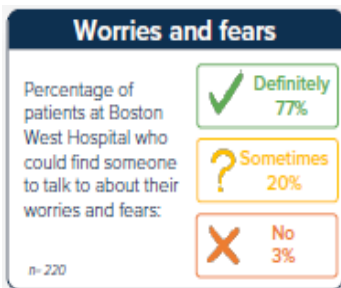 Worries and fears
Percentage of
patients at Boston
West Hospital who
could find someone
to talk to about their
worries and fears:
n= 220
Definitely
77%
Sometimes
20%
No
3%